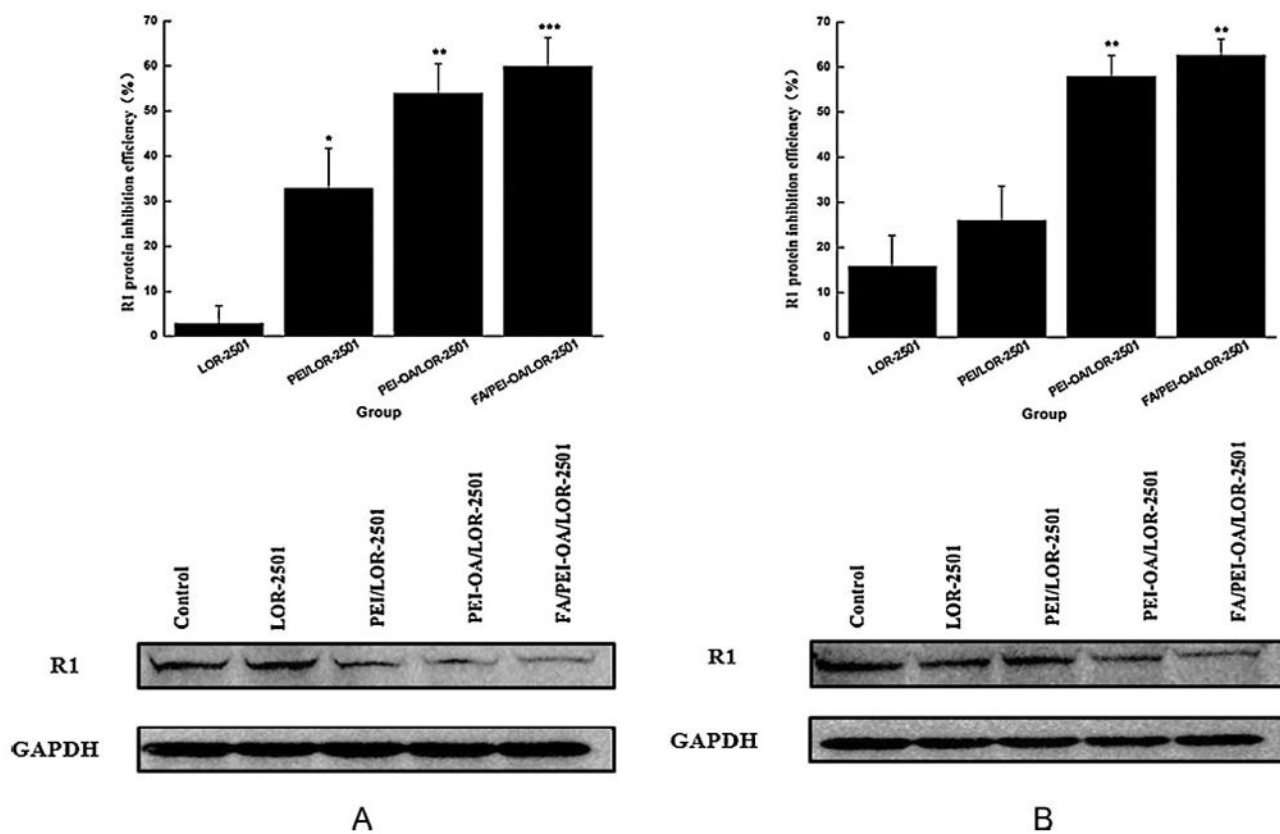 70
60
50
40
30
20
10
0
R1 protein inhibition efficiency (%)
*
**
***
LOR-2501
PEI/LOR-2501
PEI-OA/LOR-2501
FA/PEI-OA/LOR-2501
Group
Control
LOR-2501
PEI/LOR-2501
PEI-OA/LOR-2501
FA/PEI-OA/LOR-2501
R1
GAPDH
A
70
60
50
40
30
20
10
0
R1 protein inhibition efficiency (%)
**
**
LOR-2501
PEI/LOR-2501
PEI-OA/LOR-2501
FA/PEI-OA/LOR-2501
Group
Control
LOR-2501
PEI/LOR-2501
PEI-OA/LOR-2501
FA/PEI-OA/LOR-2501
R1
GAPDH
B